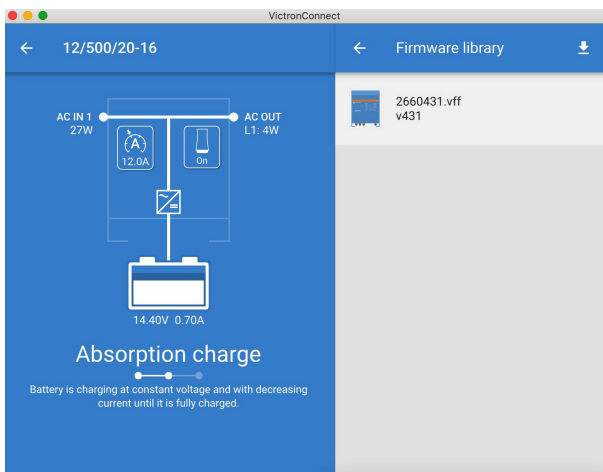 VictronConnect
12/500/20-16
AC IN 1
27W
12.0A
On
AC OUT
L1: 4W
14.40V 0.70A
Absorption charge
Battery is charging at constant voltage and with decreasing
current until it is fully charged.
Firmware library
2660431.vff
v431